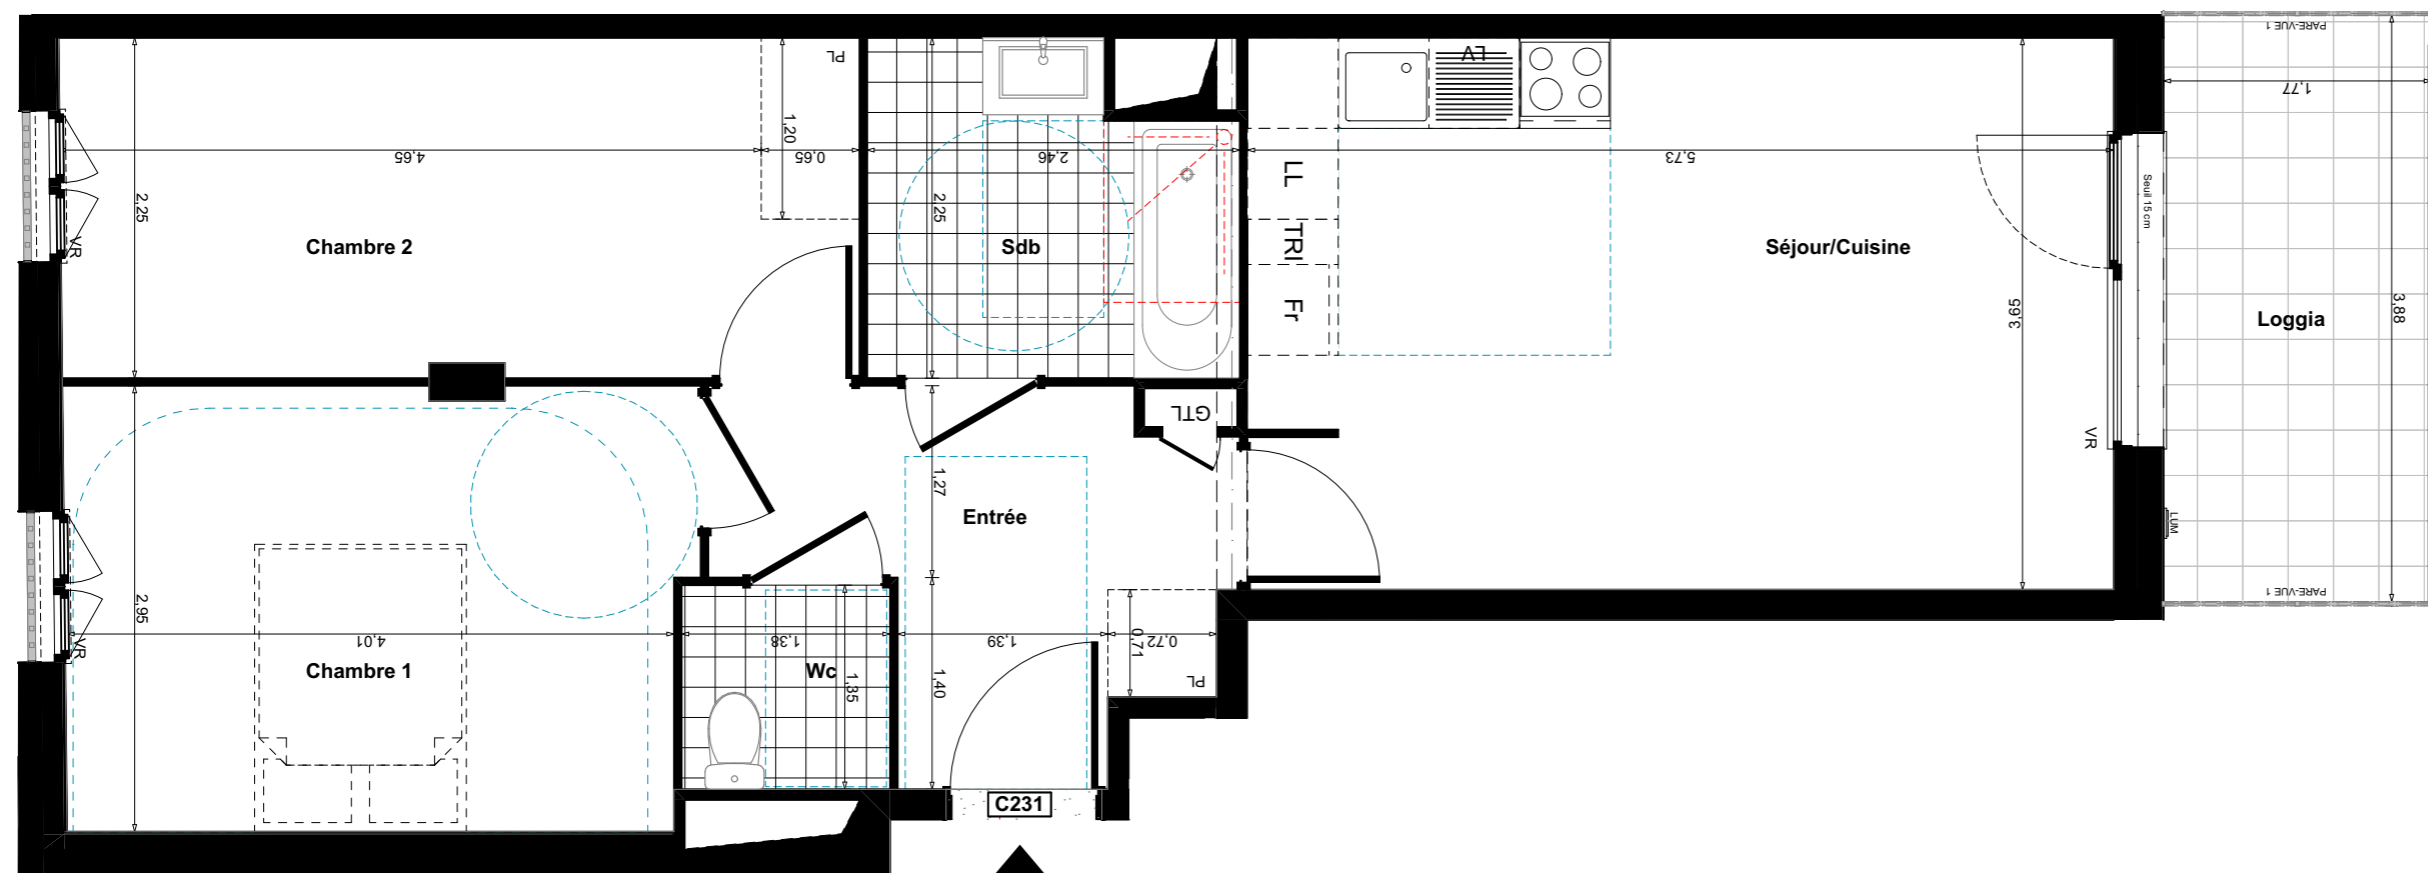 PARE-VUE 1
LV
PL
1,77
1,20
4,65
0,65
2,46
5,73
LL
Seuil 15 cm
2,25
2,25
TRI
VR
Chambre 2
Sdb
Séjour/Cuisine
Fr
3,65
3,88
Loggia
GTL
VR
1,27
Entrée
LUM
PARE-VUE 1
2,95
4,01
1,38
1,39
0,71
0,72
VR
Chambre 1
Wc
1,35
1,40
PL
C231